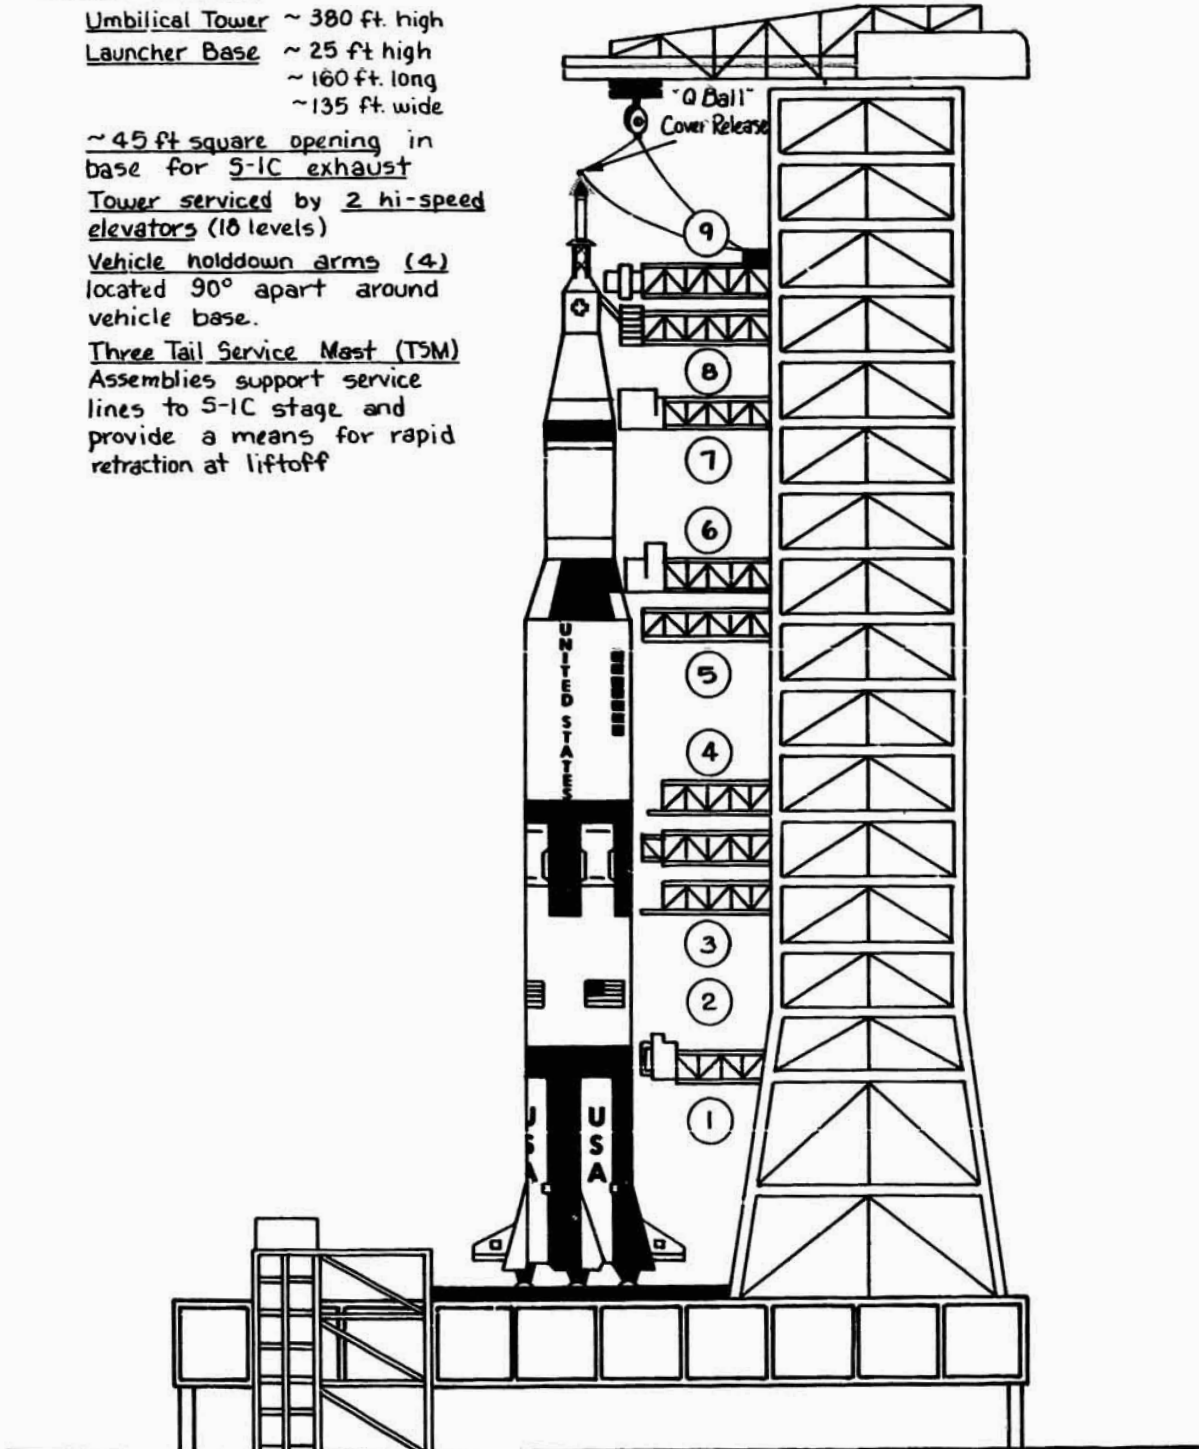 Umbilical Tower ~ 380 ft. high
Launcher Base ~ 25 ft high
~ 160 ft. long
~135 ft. wide
~45 ft square opening in
base for S-IC exhaust
Tower serviced by 2 hi-speed
elevators (18 levels)
Vehicle holddown arms (4)
located 90° apart around
vehicle base.
Three Tail Service Mast (TSM)
Assemblies support service
lines to S-IC stage and
provide a means for rapid
retraction at liftoff
"Q Ball"
Cover Release
9
8
7
6
5
4
3
2
1
UNITED STATES
USA
USA